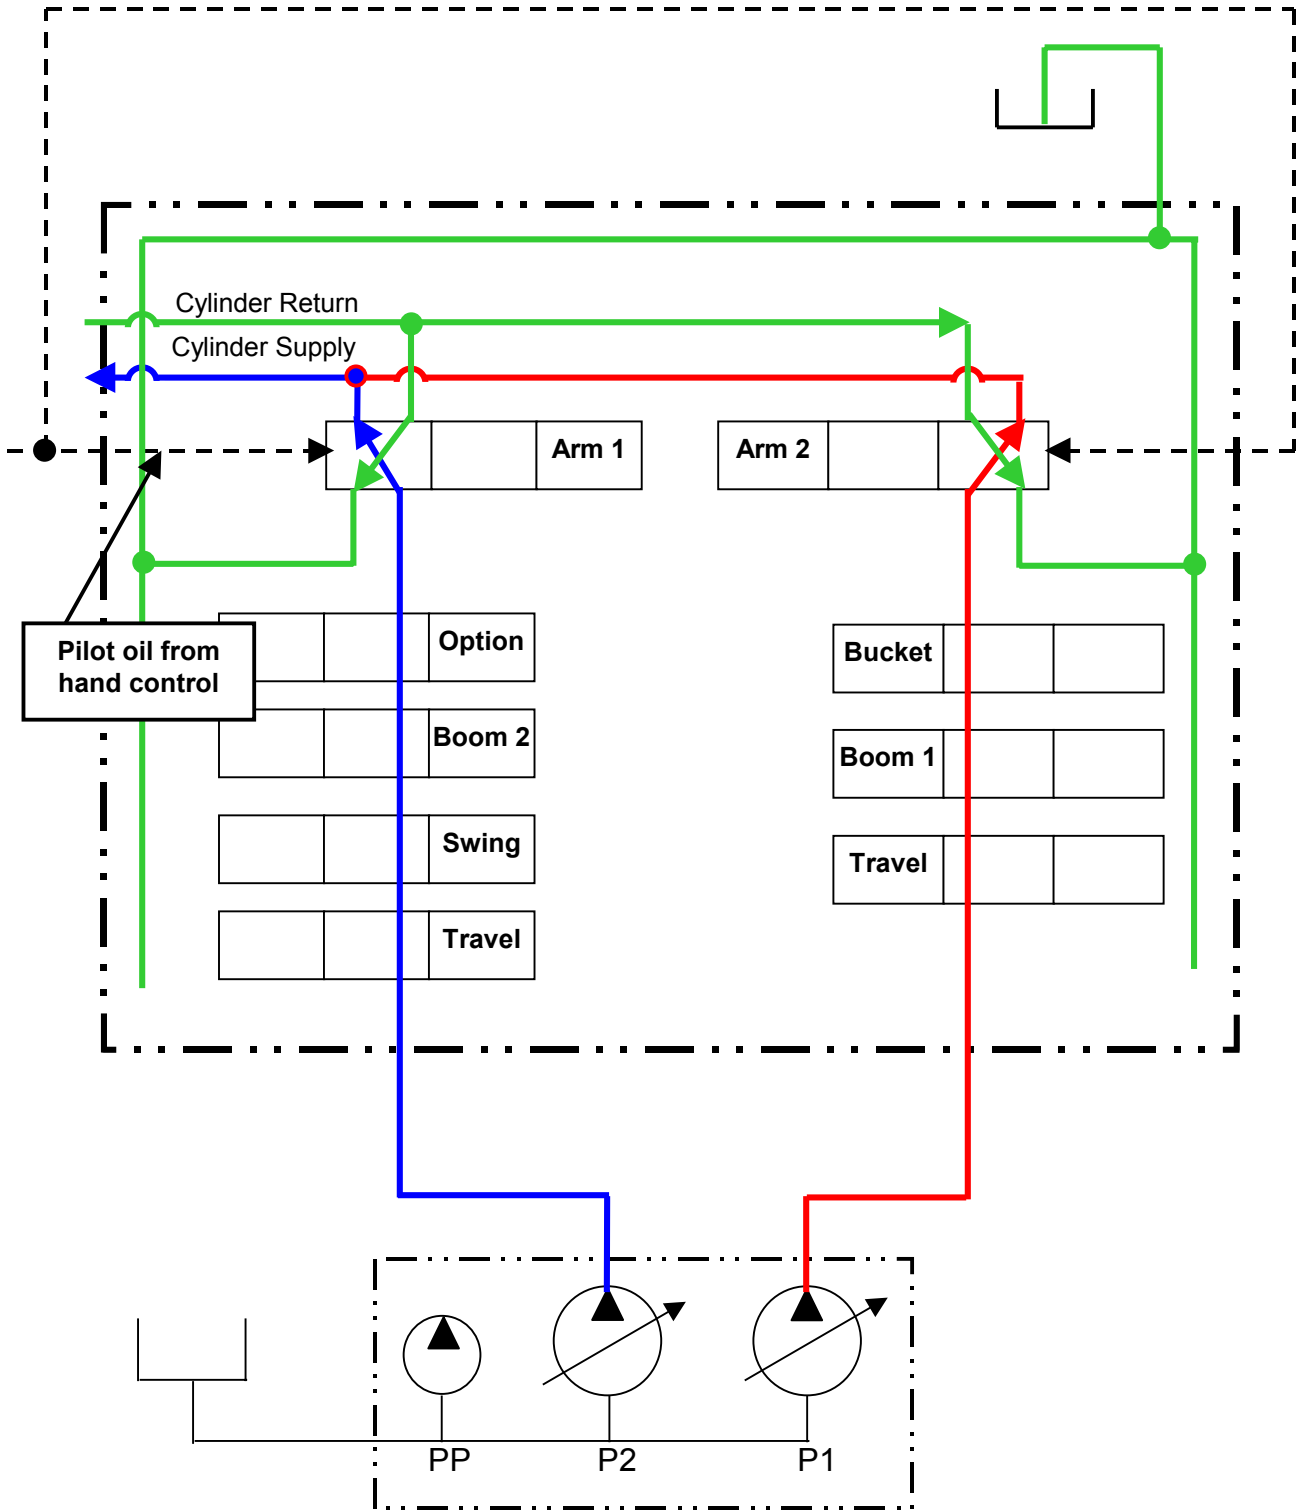 Cylinder Return
Cylinder Supply
Arm 1
Arm 2
Pilot oil from
hand control
Option
Boom 2
Swing
Travel
Bucket
Boom 1
Travel
PP
P2
P1